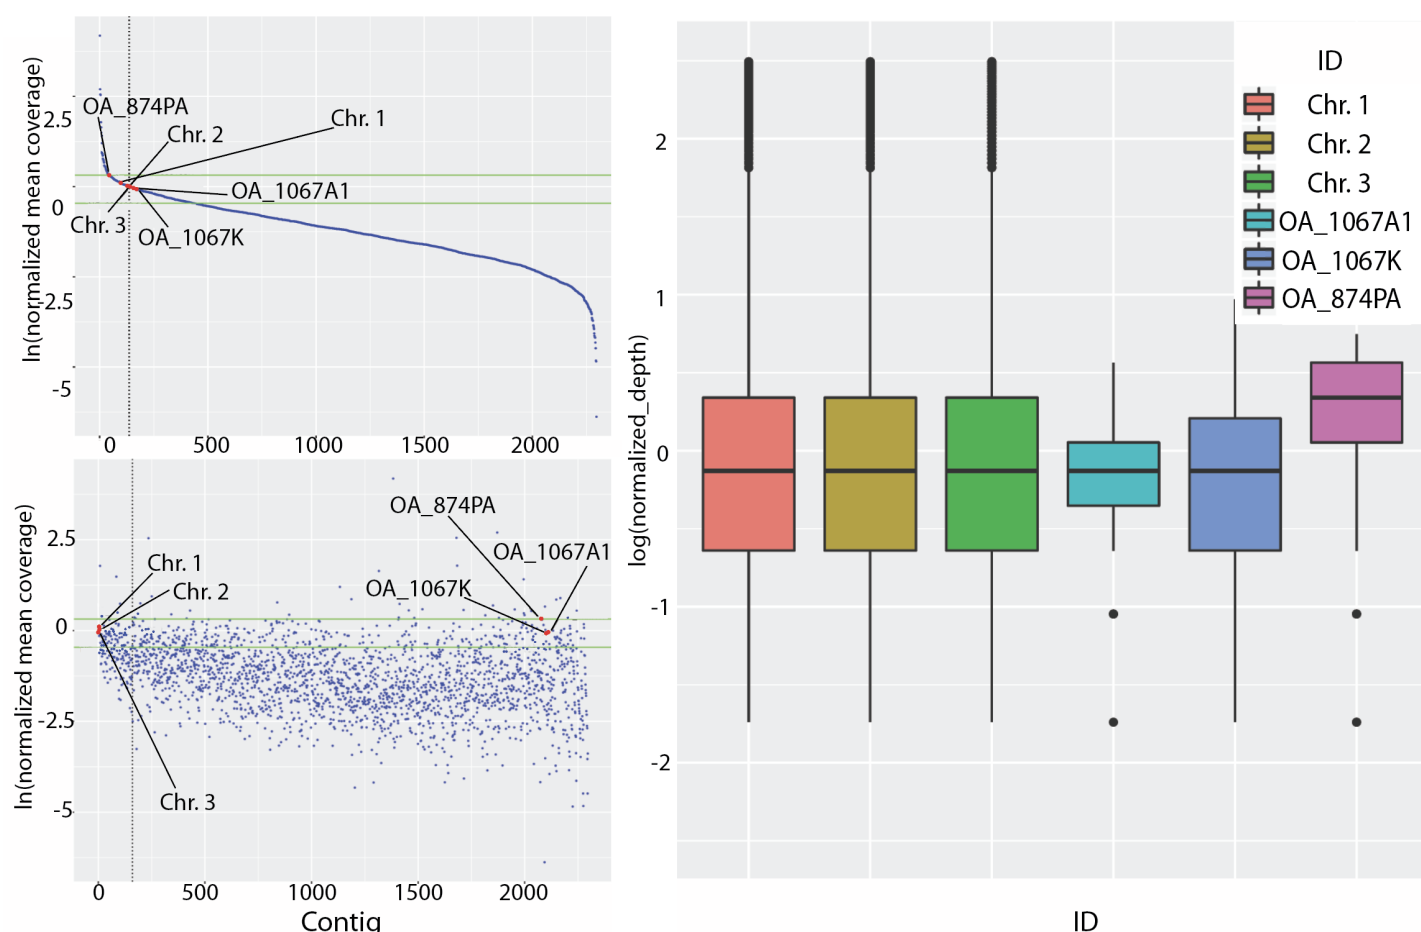 ln(normalized mean coverage)
2.5
0
-2.5
-5
OA_874PA
Chr. 2
Chr. 1
OA_1067A1
Chr. 3
OA_1067K
0
500
1000
1500
2000
ln(normalized mean coverage)
2.5
0
-2.5
-5
OA_874PA
OA_1067A1
Chr. 1
OA_1067K
Chr. 2
Chr. 3
0
500
1000
1500
2000
Contig
log(normalized_depth)
2
1
0
-1
-2
ID
ID
Chr. 1
Chr. 2
Chr. 3
OA_1067A1
OA_1067K
OA_874PA